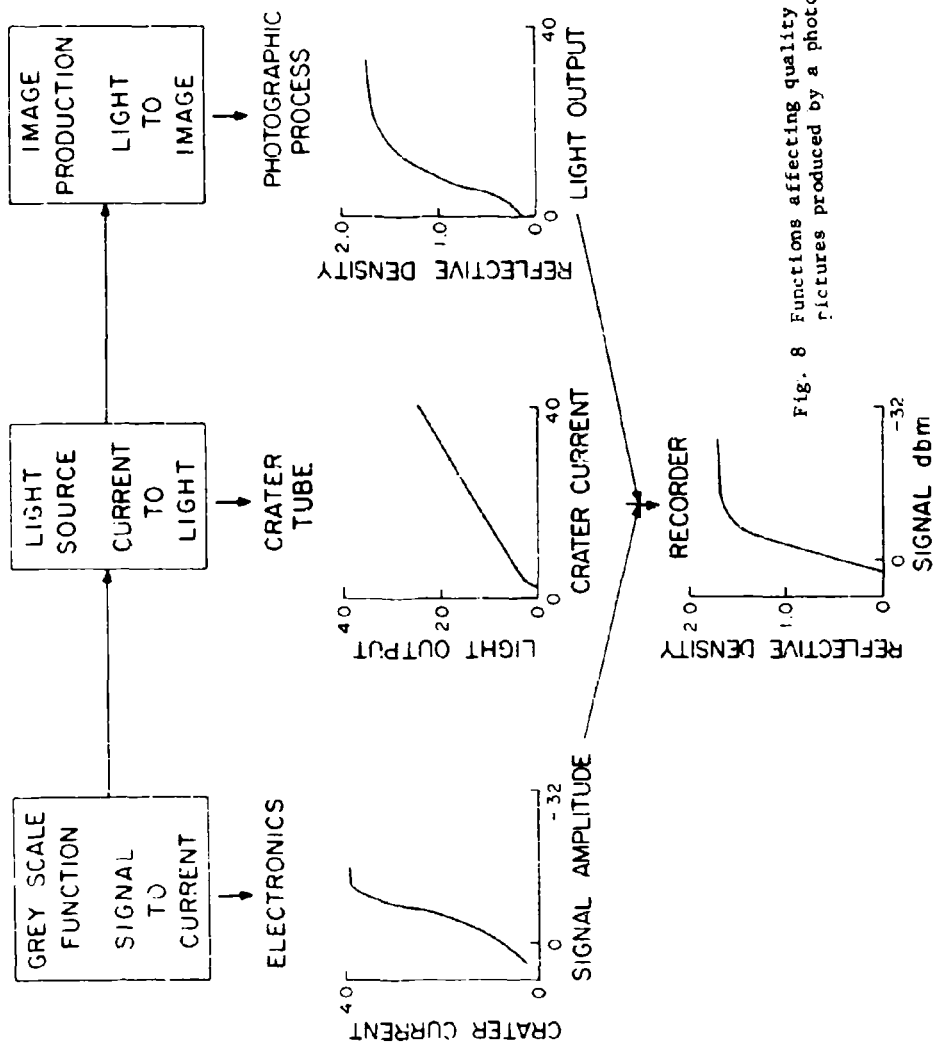 GREY SCALE
FUNCTION
SIGNAL
TO
CURRENT
LIGHT
SOURCE
CURRENT
TO
LIGHT
IMAGE
PRODUCTION
LIGHT
TO
IMAGE
ELECTRONICS
CRATER
TUBE
PHOTOGRAPHIC
PROCESS
CRATER CURRENT
40
0
0
-32
SIGNAL AMPLITUDE
LIGHT OUTPUT
40
20
0
0
40
CRATER CURRENT
REFLECTIVE DENSITY
2.0
1.0
0
0
40
LIGHT OUTPUT
RECORDER
REFLECTIVE DENSITY
2.0
1.0
0
0
-32
SIGNAL dbm
Fig. 8 Functions affecting quality
pictures produced by a photo